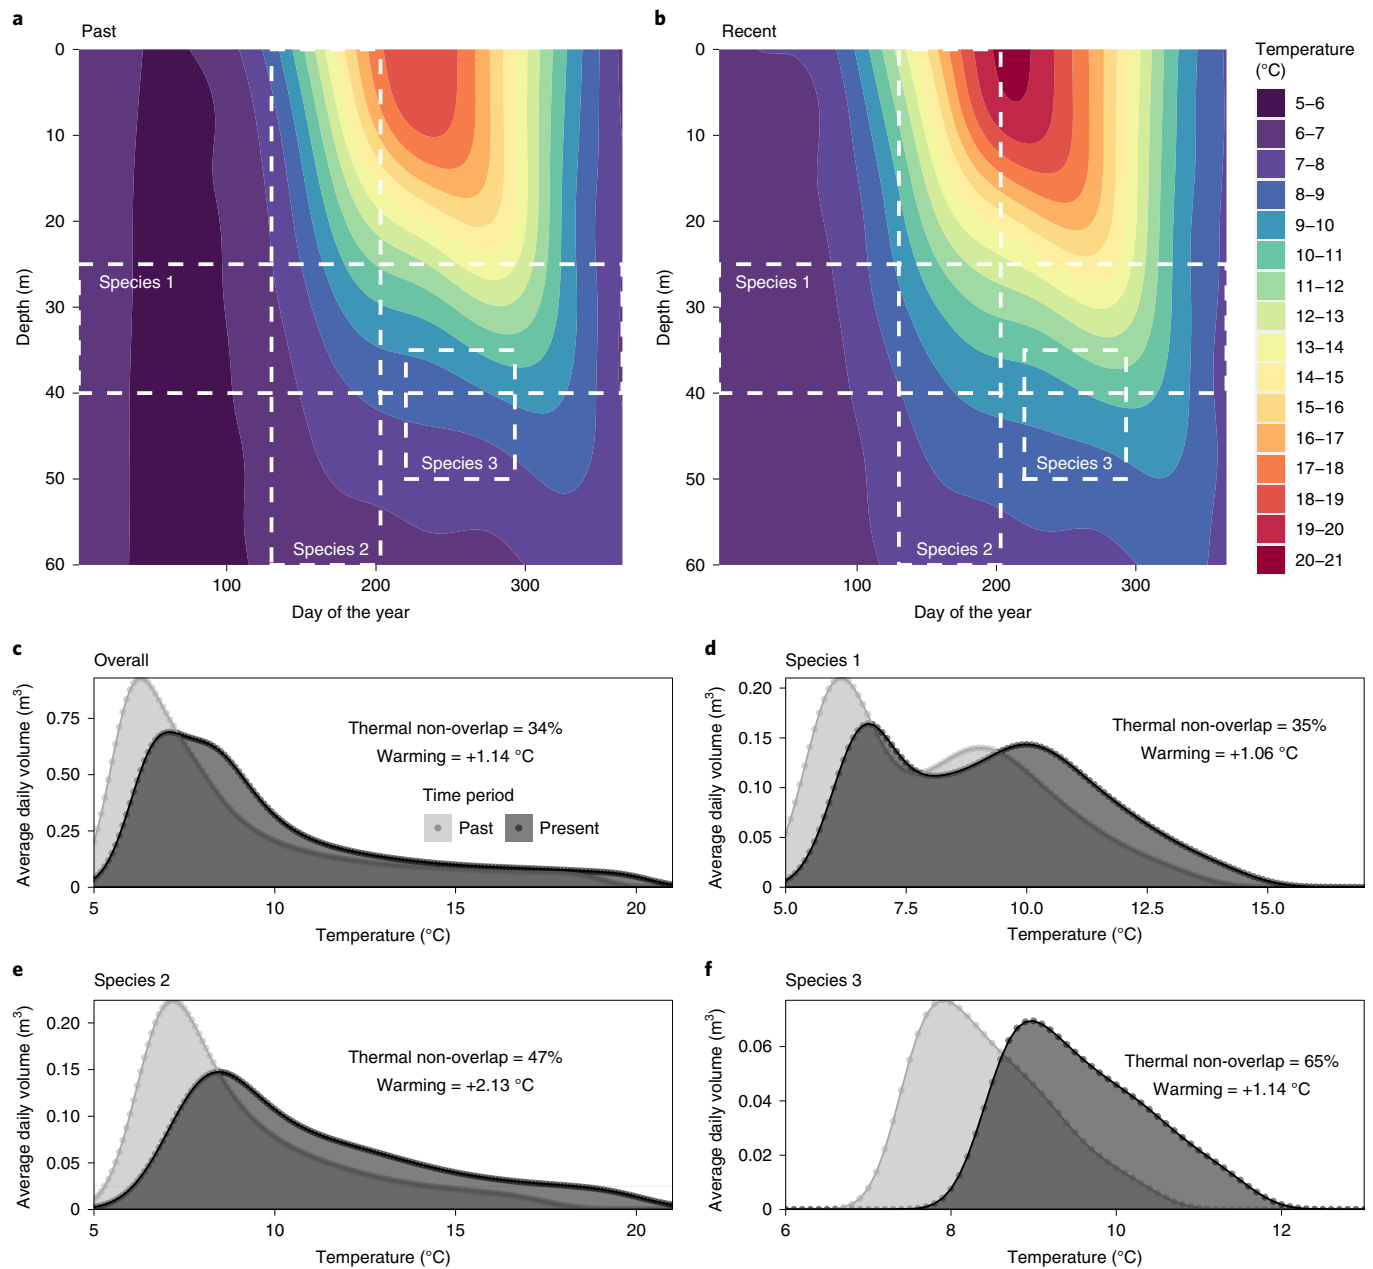 a
Past
0
10
20
30
40
50
60
Depth (m)
100
200
300
Day of the year
Species 1
Species 2
Species 3
b
Recent
0
10
20
30
40
50
60
Depth (m)
100
200
300
Day of the year
Species 1
Species 2
Species 3
Temperature
(°C)
5–6
6–7
7–8
8–9
9–10
10–11
11–12
12–13
13–14
14–15
15–16
16–17
17–18
18–19
19–20
20–21
c
Overall
Average daily volume (m³)
0.75
0.50
0.25
0
5
10
15
20
Temperature (°C)
Thermal non-overlap = 34%
Warming = +1.14 °C
Time period
Past
Present
d
Species 1
Average daily volume (m³)
0.20
0.15
0.10
0.05
0
5.0
7.5
10.0
12.5
15.0
Temperature (°C)
Thermal non-overlap = 35%
Warming = +1.06 °C
e
Species 2
Average daily volume (m³)
0.20
0.15
0.10
0.05
0
5
10
15
20
Temperature (°C)
Thermal non-overlap = 47%
Warming = +2.13 °C
f
Species 3
Average daily volume (m³)
0.06
0.04
0.02
0
6
8
10
12
Temperature (°C)
Thermal non-overlap = 65%
Warming = +1.14 °C